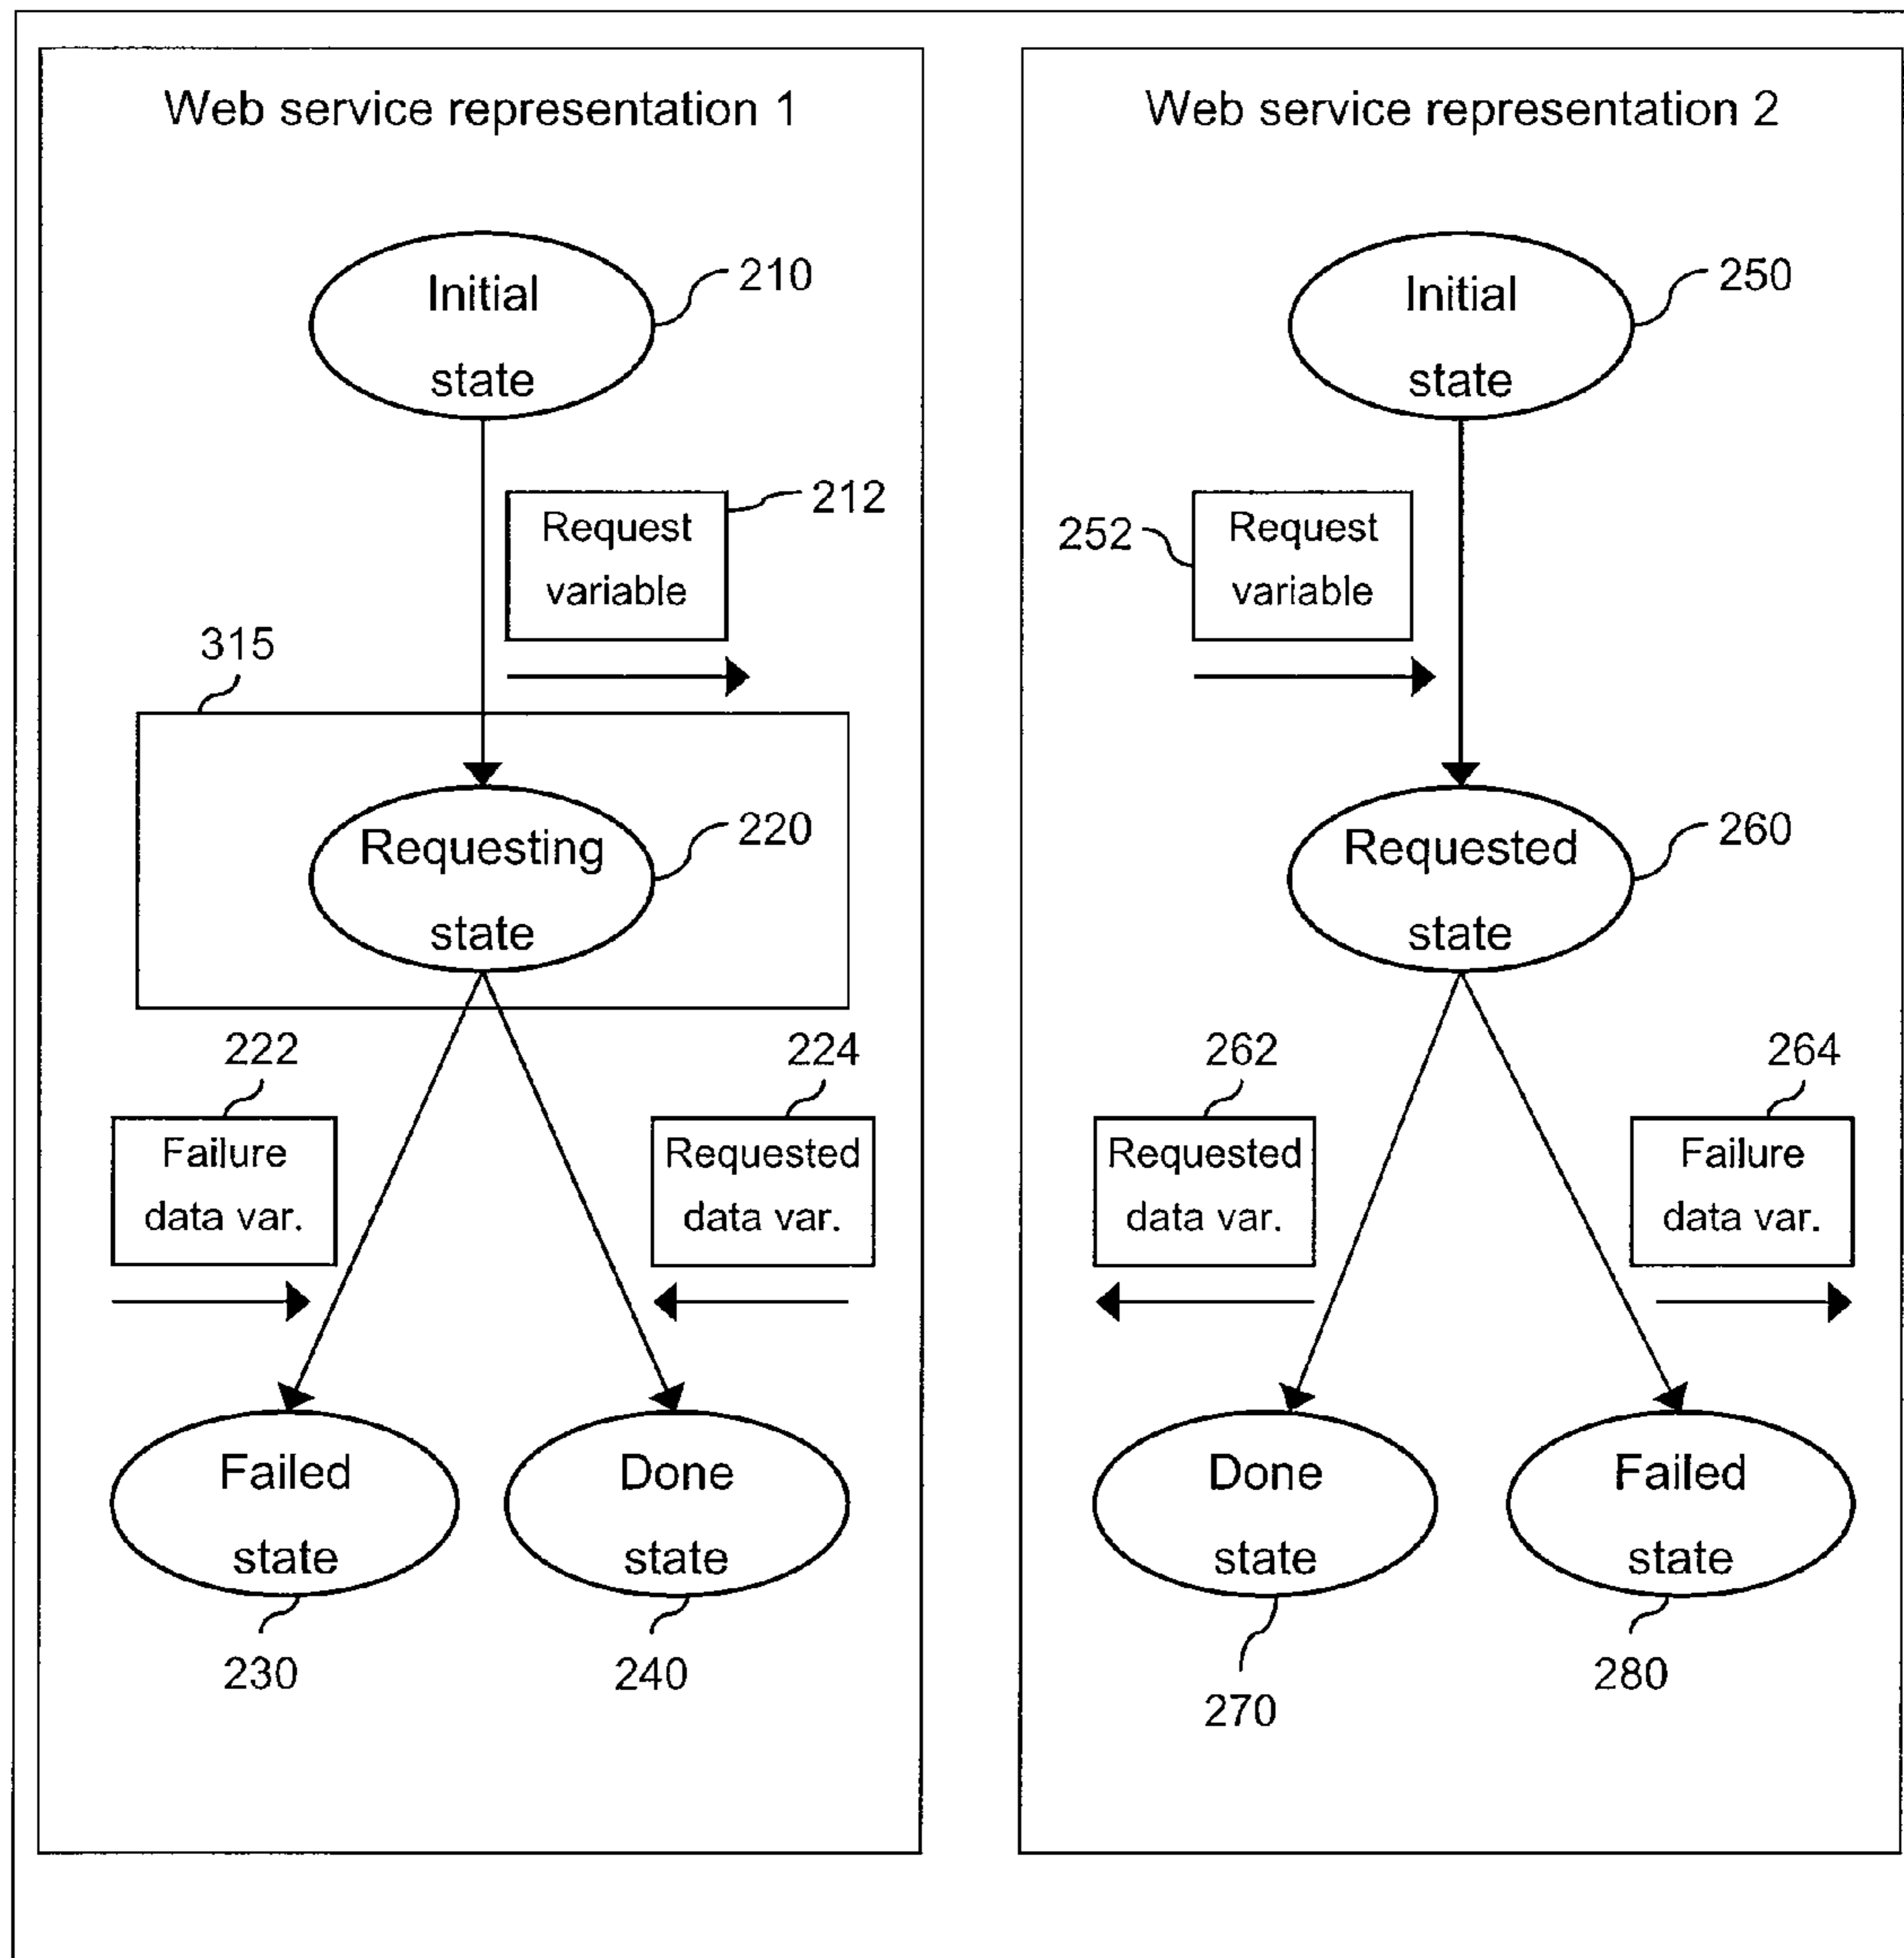 Web service representation 1
Initial
state
210
Request
variable
212
315
Requesting
state
220
222
Failure
data var.
224
Requested
data var.
Failed
state
230
Done
state
240
Web service representation 2
Initial
state
250
252
Request
variable
Requested
state
260
262
Requested
data var.
264
Failure
data var.
Done
state
270
Failed
state
280